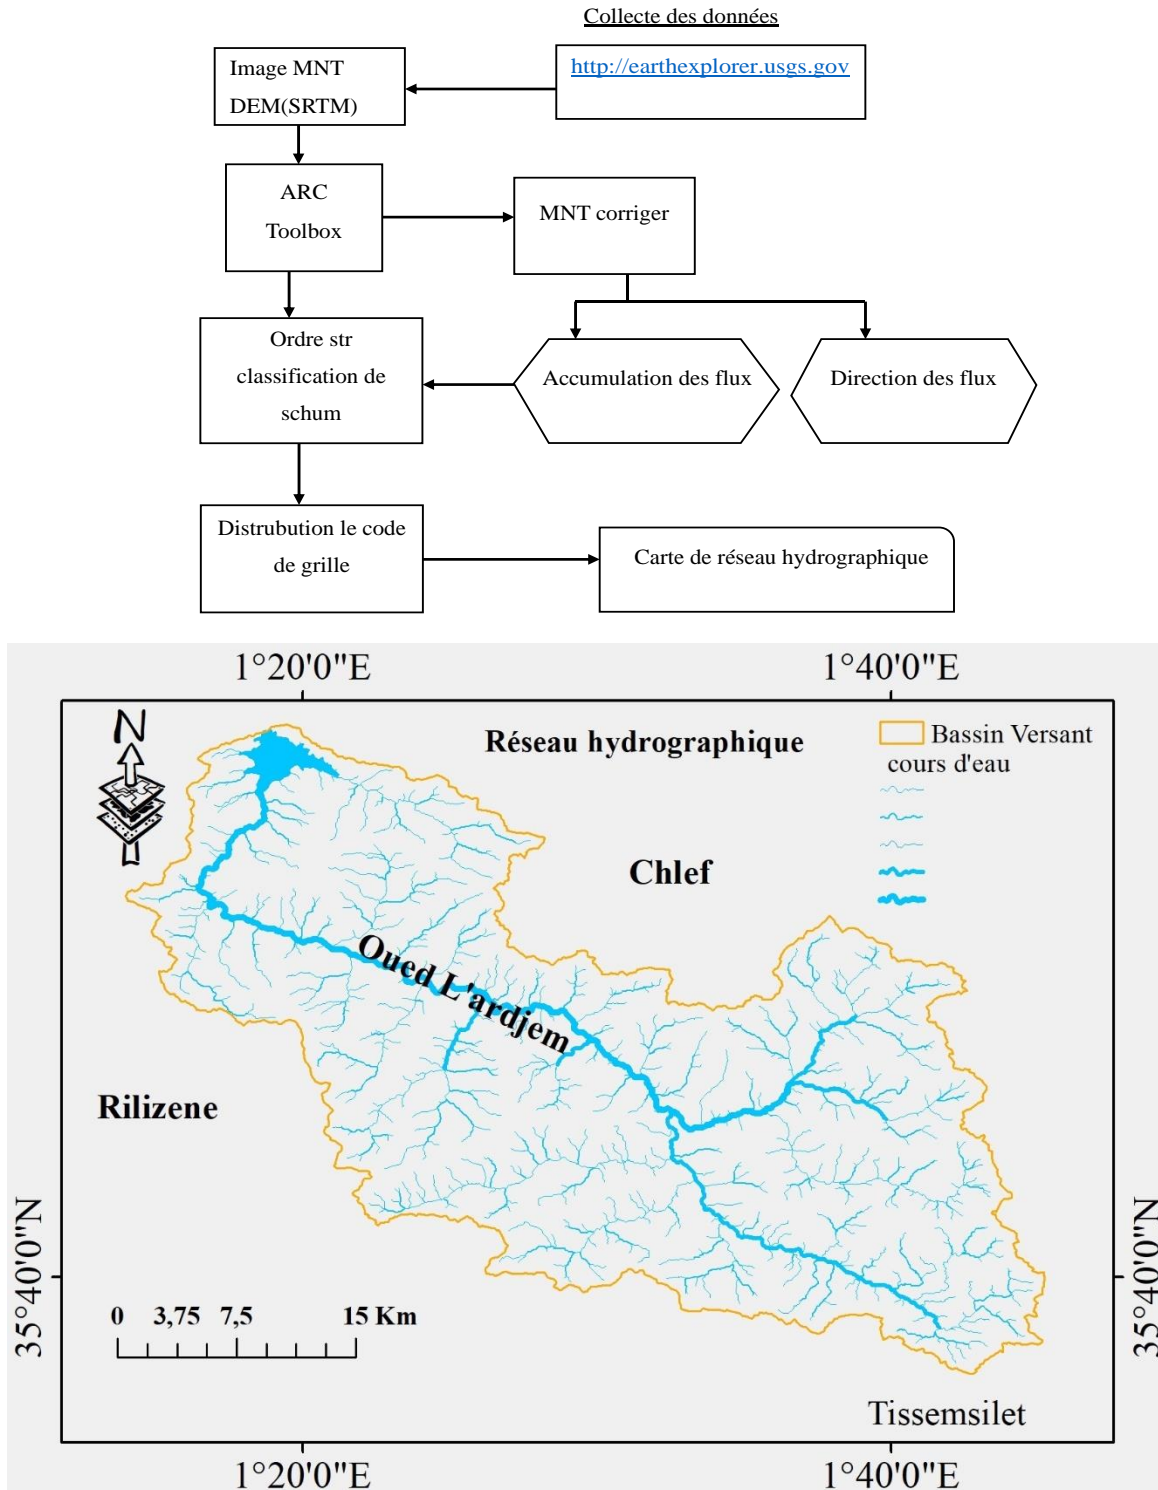 Collecte des données
http://earthexplorer.usgs.gov
Image MNT
DEM(SRTM)
ARC
Toolbox
MNT corriger
Ordre str
classification de
schum
Accumulation des flux
Direction des flux
Distrubution le code
de grille
Carte de réseau hydrographique
1°20'0"E
1°40'0"E
N
Réseau hydrographique
Bassin Versant
cours d'eau
Chlef
Oued L'ardjem
Rilizene
35°40'0"N
35°40'0"N
0 3,75 7,5 15 Km
Tissemsilet
1°20'0"E
1°40'0"E